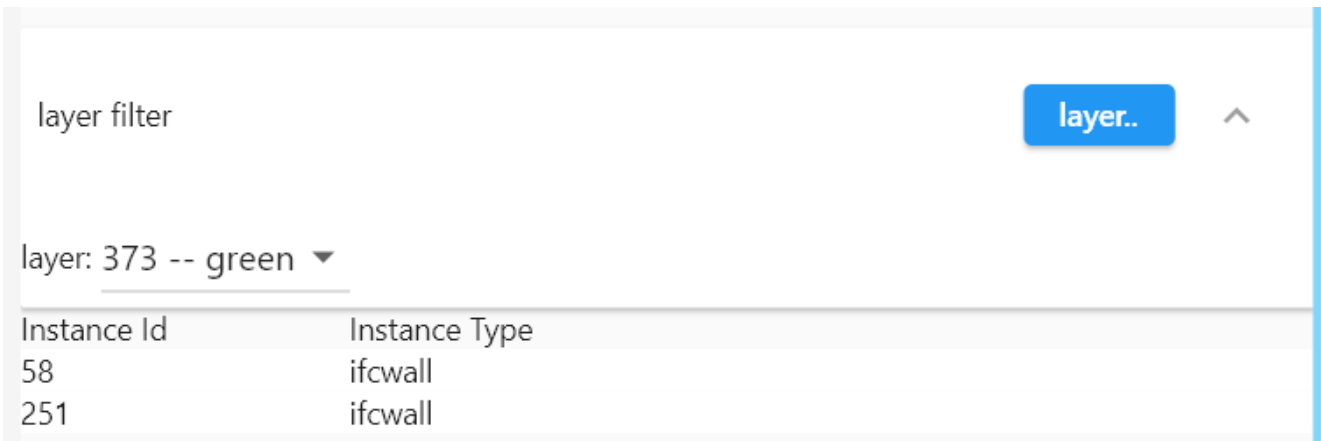 layer filter layer..
layer: 373 -- green
Instance Id Instance Type
58 ifcwall
251 ifcwall